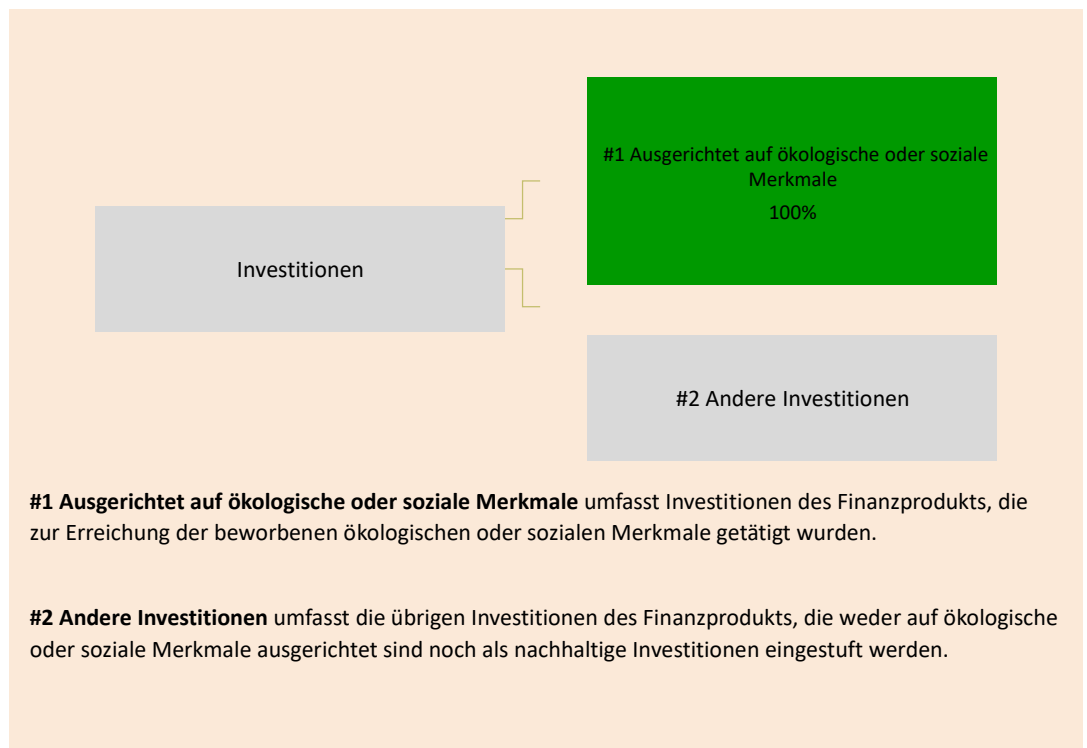 #1 Ausgerichtet auf ökologische oder soziale
Merkmale
100%
Investitionen
#2 Andere Investitionen
#1 Ausgerichtet auf ökologische oder soziale Merkmale umfasst Investitionen des Finanzprodukts, die
zur Erreichung der beworbenen ökologischen oder sozialen Merkmale getätigt wurden.
#2 Andere Investitionen umfasst die übrigen Investitionen des Finanzprodukts, die weder auf ökologische
oder soziale Merkmale ausgerichtet sind noch als nachhaltige Investitionen eingestuft werden.